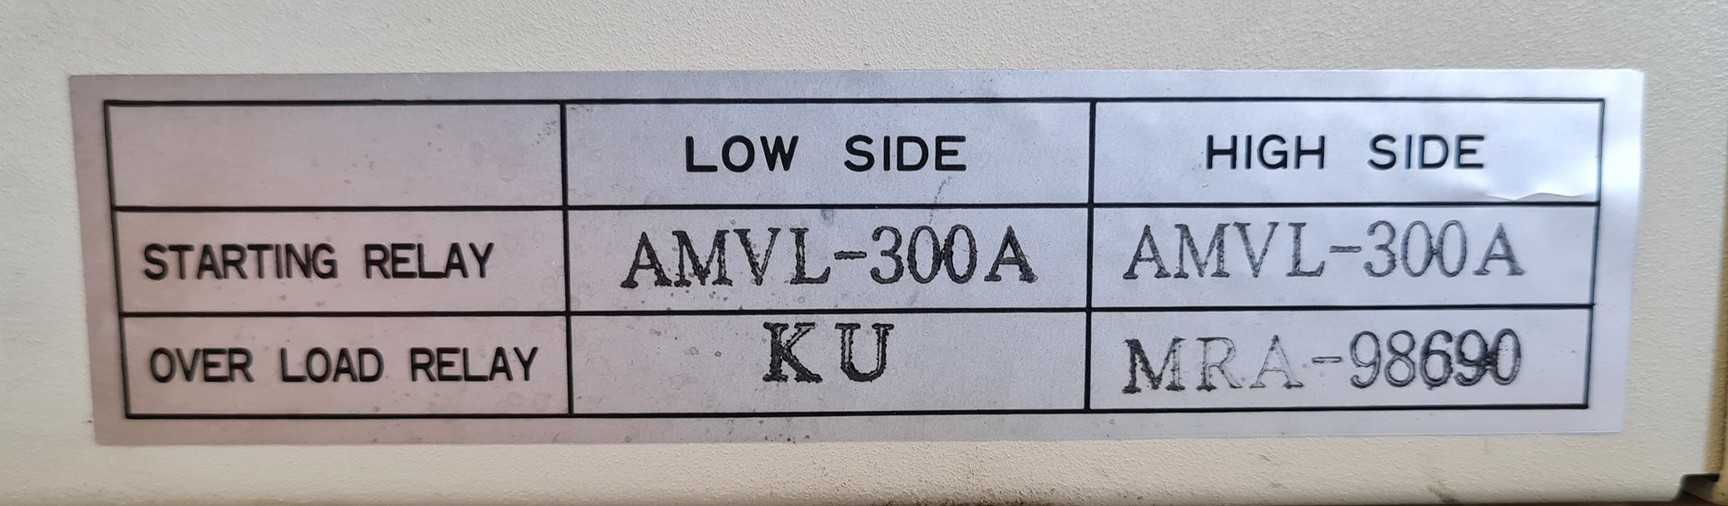 LOW SIDE HIGH SIDE
STARTING RELAY AMVL-300A AMVL-300A
OVER LOAD RELAY KU MRA-98690